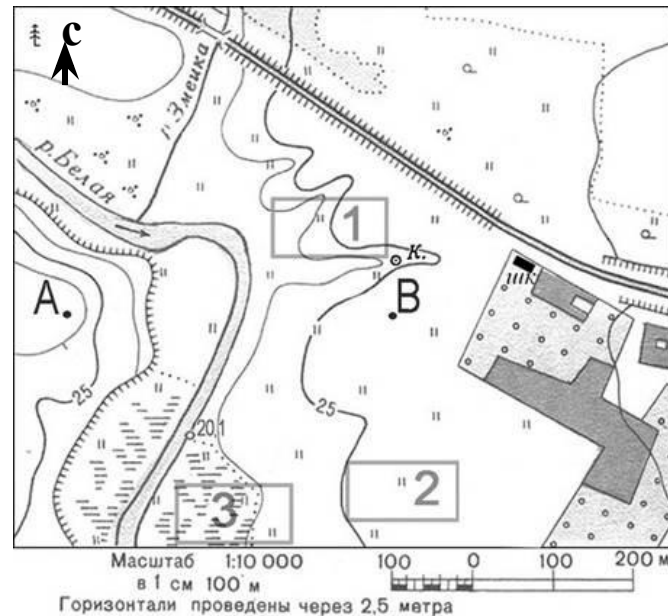 С
р. Змейка
р. Белая
1
К.
шк
А
В
25
25
20,1
2
3
Масштаб 1:10 000
в 1 см 100 м
100 0 100 200 м
Горизонтали проведены через 2,5 метра